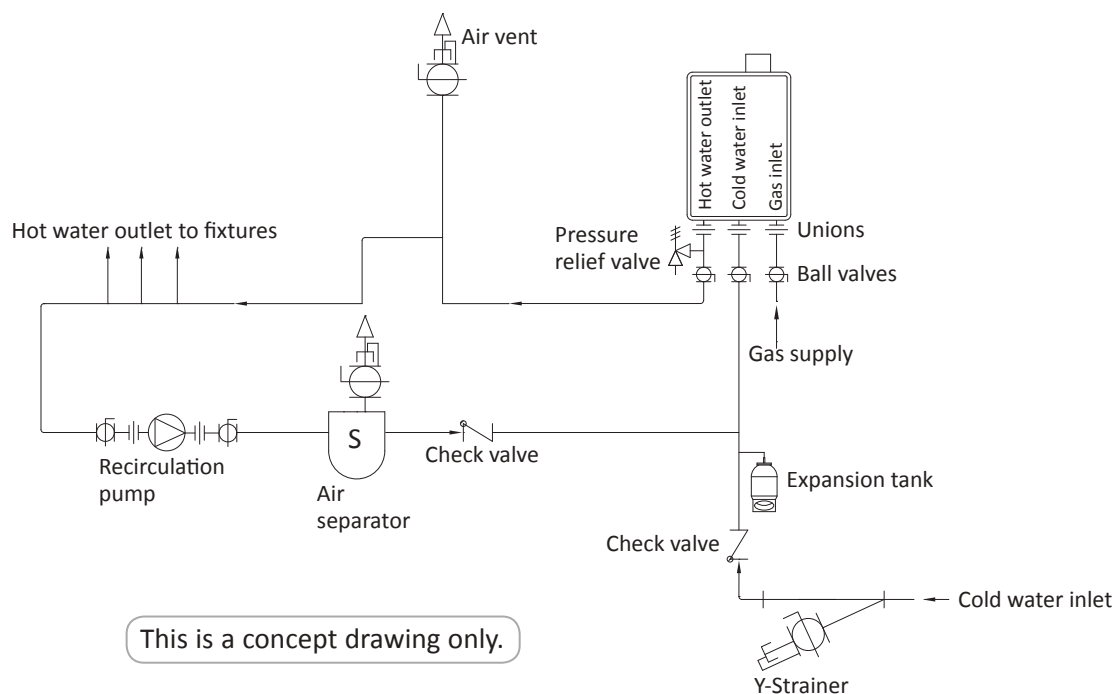 Air vent
Hot water outlet
Cold water inlet
Gas inlet
Hot water outlet to fixtures
Pressure
relief valve
Unions
Ball valves
Gas supply
S
Recirculation
pump
Air
separator
Check valve
Expansion tank
Check valve
Cold water inlet
This is a concept drawing only.
Y-Strainer